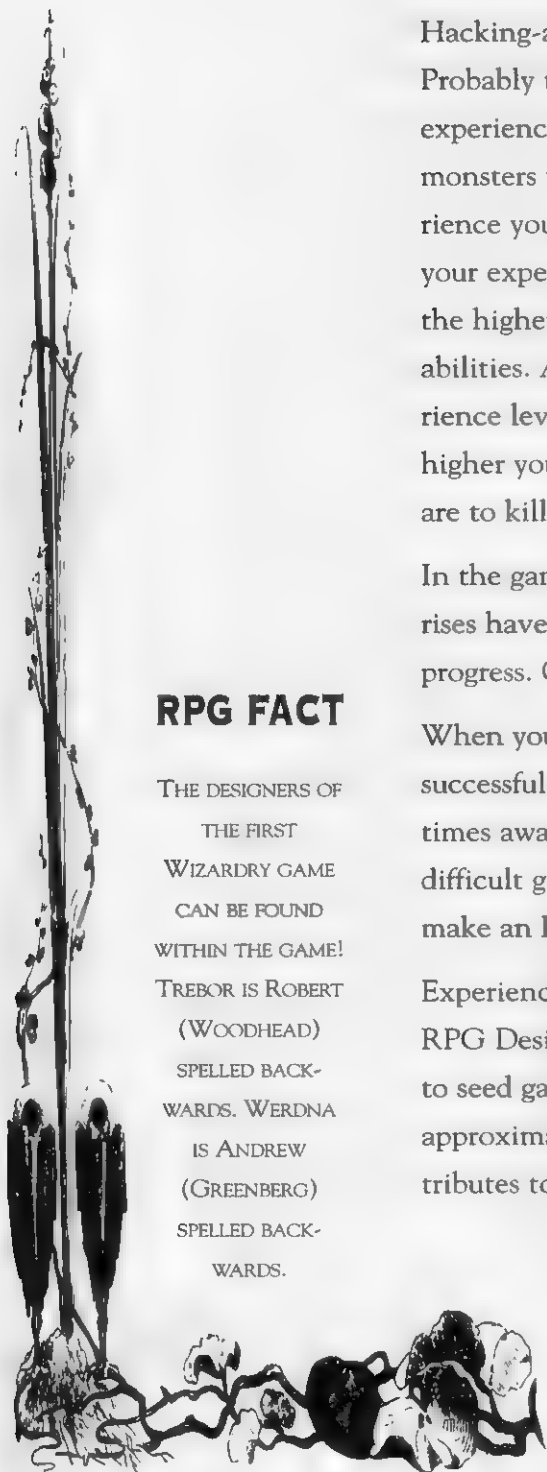 Hacking-a
Probably
experienc
monsters
rience you
your expe
the highe
abilities. A
rience lev
higher you
are to kill
In the ga
rises have
progress.
When you
successful
times awa
difficult g
make an
Experienc
RPG Desi
to seed ga
approxima
tributes to
RPG FACT
THE DESIGNERS OF
THE FIRST
WIZARDRY GAME
CAN BE FOUND
WITHIN THE GAME!
TREBOR IS ROBERT
(WOODHEAD)
SPELLED BACK-
WARDS. WERDNA
IS ANDREW
(GREENBERG)
SPELLED BACK-
WARDS.